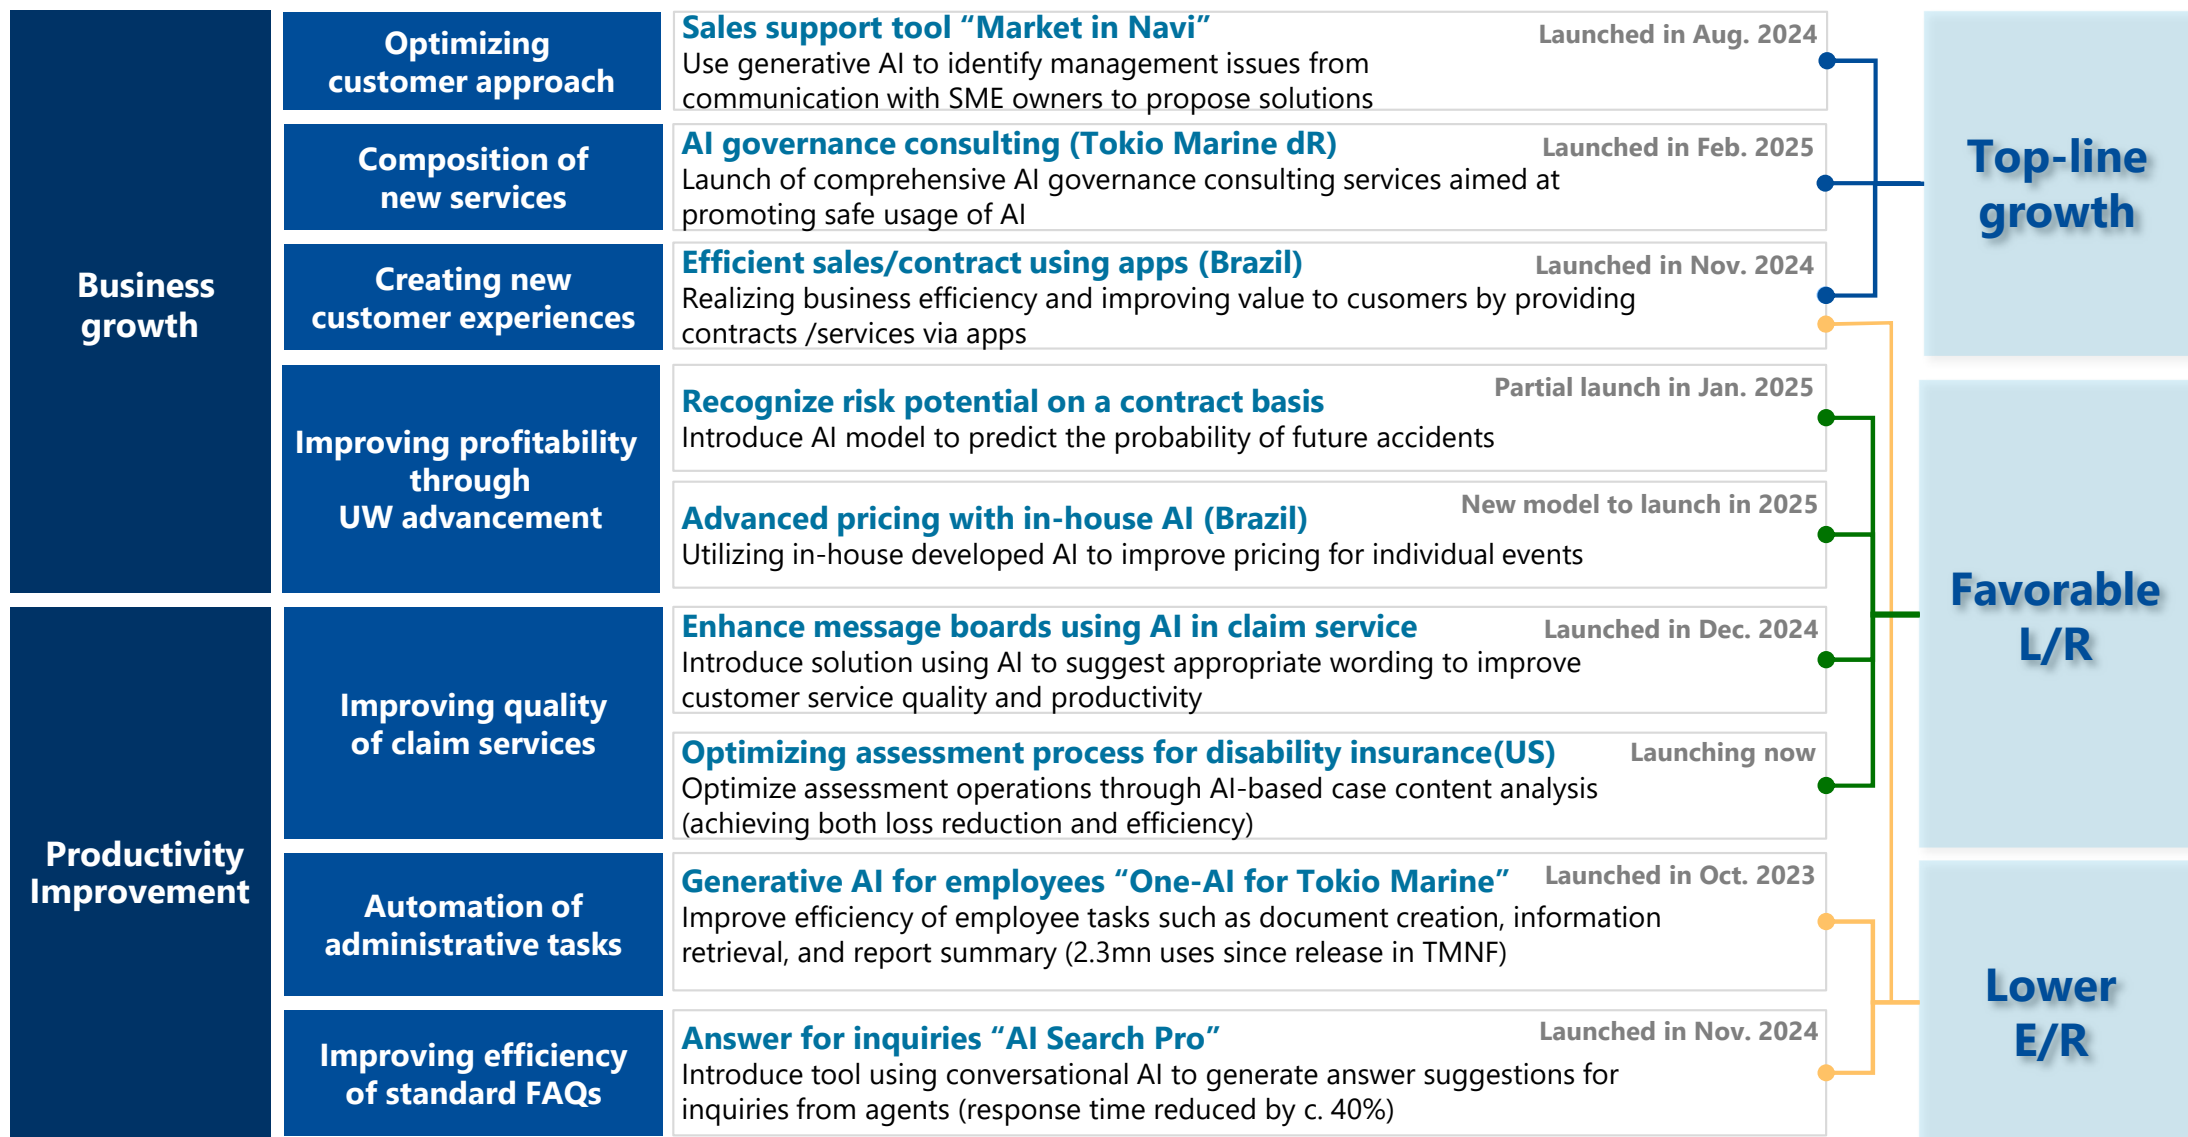 Business
growth
Optimizing
customer approach
Sales support tool “Market in Navi”
Launched in Aug. 2024
Use generative AI to identify management issues from
communication with SME owners to propose solutions
Composition of
new services
AI governance consulting (Tokio Marine dR)
Launched in Feb. 2025
Launch of comprehensive AI governance consulting services aimed at
promoting safe usage of AI
Creating new
customer experiences
Efficient sales/contract using apps (Brazil)
Launched in Nov. 2024
Realizing business efficiency and improving value to cusomers by providing
contracts /services via apps
Improving profitability
through
UW advancement
Recognize risk potential on a contract basis
Partial launch in Jan. 2025
Introduce AI model to predict the probability of future accidents
Advanced pricing with in-house AI (Brazil)
New model to launch in 2025
Utilizing in-house developed AI to improve pricing for individual events
Productivity
Improvement
Improving quality
of claim services
Enhance message boards using AI in claim service
Launched in Dec. 2024
Introduce solution using AI to suggest appropriate wording to improve
customer service quality and productivity
Optimizing assessment process for disability insurance(US)
Launching now
Optimize assessment operations through AI-based case content analysis
(achieving both loss reduction and efficiency)
Automation of
administrative tasks
Generative AI for employees “One-AI for Tokio Marine”
Launched in Oct. 2023
Improve efficiency of employee tasks such as document creation, information
retrieval, and report summary (2.3mn uses since release in TMNF)
Improving efficiency
of standard FAQs
Answer for inquiries “AI Search Pro”
Launched in Nov. 2024
Introduce tool using conversational AI to generate answer suggestions for
inquiries from agents (response time reduced by c. 40%)
Top-line
growth
Favorable
L/R
Lower
E/R